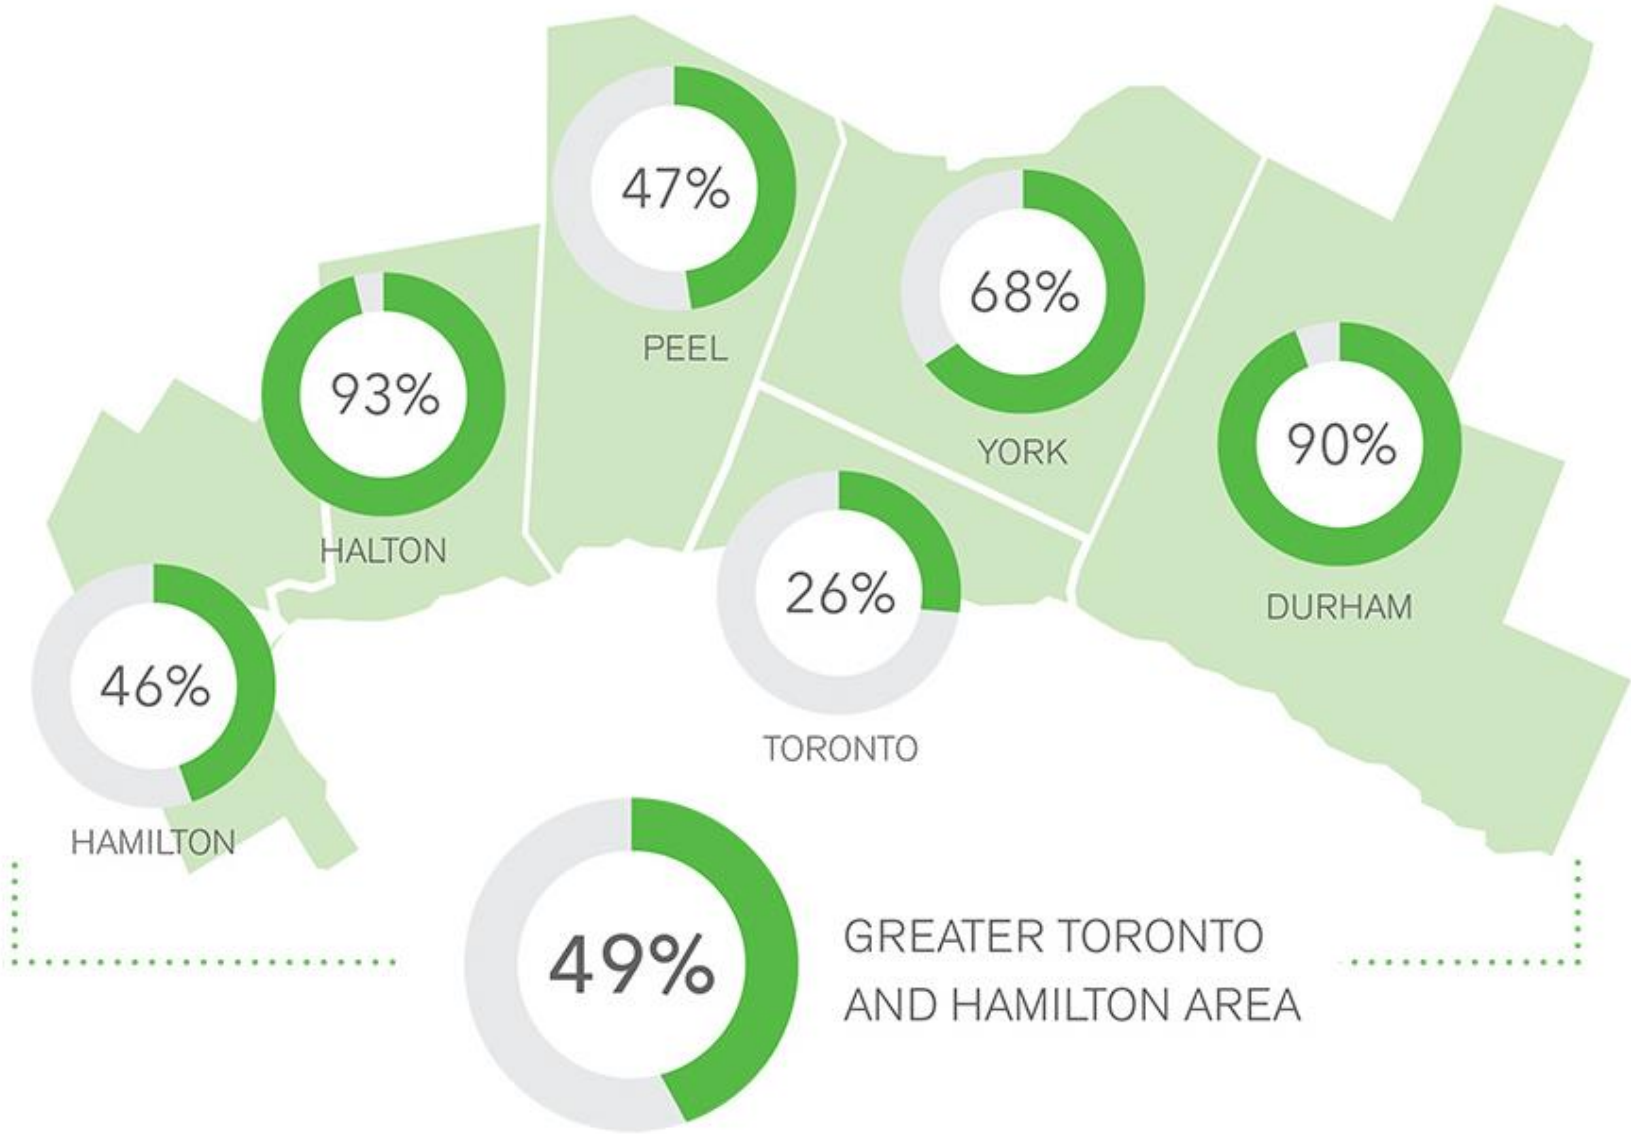 47%
PEEL
68%
YORK
93%
HALTON
90%
DURHAM
26%
TORONTO
46%
HAMILTON
49%
GREATER TORONTO
AND HAMILTON AREA